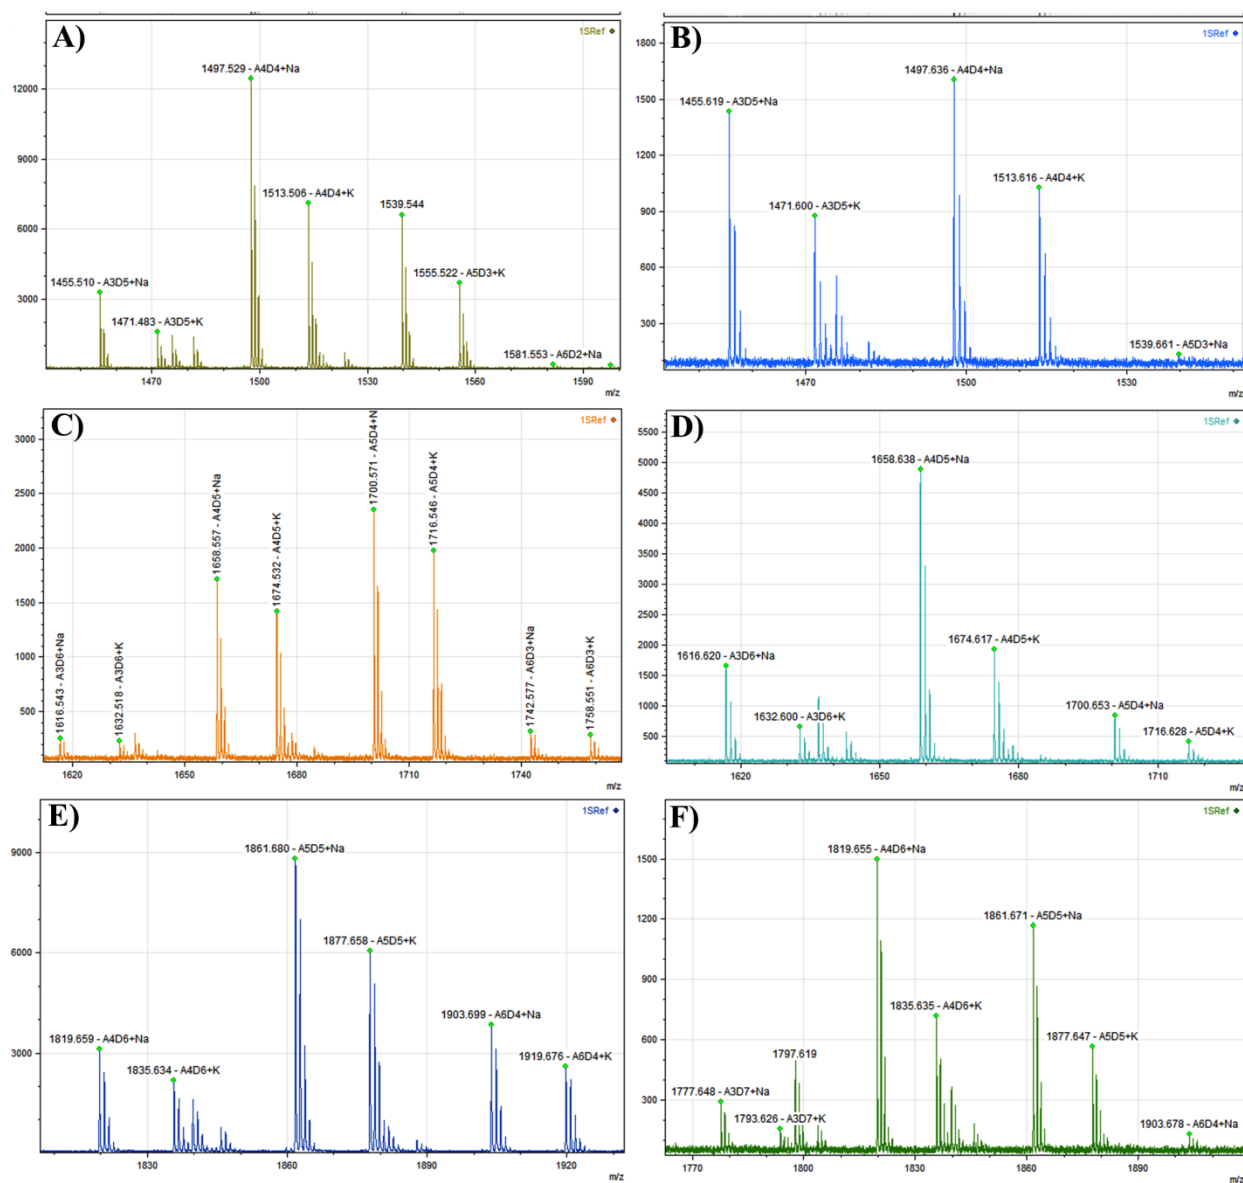 A)
1SRef
12000
9000
6000
3000
1497.529 - A4D4+Na
1513.506 - A4D4+K
1539.544
1555.522 - A5D3+K
1455.510 - A3D5+Na
1471.483 - A3D5+K
1581.553 - A6D2+Na
1470
1500
1530
1560
1590
m/z
B)
1SRef
1800
1500
1200
900
600
300
1497.636 - A4D4+Na
1455.619 - A3D5+Na
1513.616 - A4D4+K
1471.600 - A3D5+K
1539.661 - A5D3+Na
1470
1500
1530
m/z
C)
1SRef
3000
2500
2000
1500
1000
500
1616.543 - A3D6+Na
1632.518 - A3D6+K
1658.557 - A4D5+Na
1674.532 - A4D5+K
1700.571 - A5D4+N
1716.546 - A5D4+K
1742.577 - A6D3+Na
1758.551 - A6D3+K
1620
1650
1680
1710
1740
m/z
D)
1SRef
5500
5000
4500
4000
3500
3000
2500
2000
1500
1000
500
1658.638 - A4D5+Na
1674.617 - A4D5+K
1616.620 - A3D6+Na
1632.600 - A3D6+K
1700.653 - A5D4+Na
1716.628 - A5D4+K
1620
1650
1680
1710
m/z
E)
1SRef
9000
6000
3000
1861.680 - A5D5+Na
1877.658 - A5D5+K
1903.699 - A6D4+Na
1819.659 - A4D6+Na
1919.676 - A6D4+K
1835.634 - A4D6+K
1830
1860
1890
1920
m/z
F)
1SRef
1500
1200
900
600
300
1819.655 - A4D6+Na
1861.671 - A5D5+Na
1835.635 - A4D6+K
1877.647 - A5D5+K
1797.619
1777.648 - A3D7+Na
1793.626 - A3D7+K
1903.678 - A6D4+Na
1770
1800
1830
1860
1890
m/z